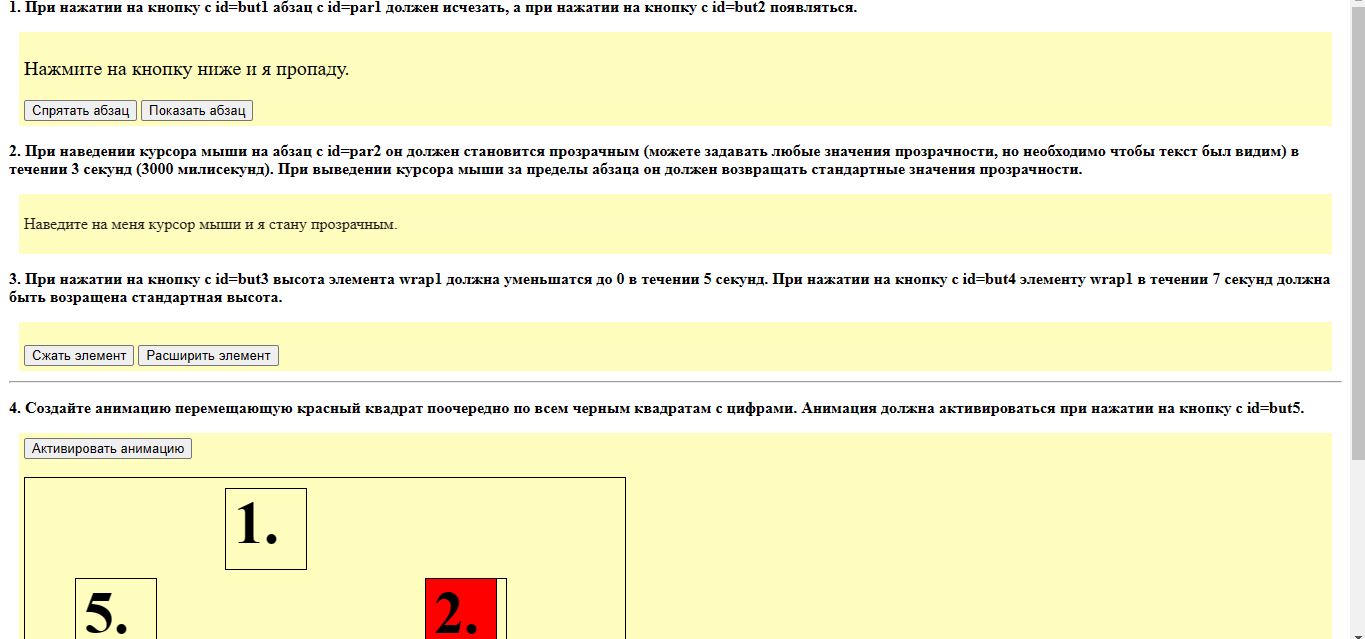 1. При нажатии на кнопку с id=but1 абзац с id=par1 должен исчезать, а при нажатии на кнопку с id=but2 появляться.
Нажмите на кнопку ниже и я пропаду.
Спрятать абзац Показать абзац
2. При наведении курсора мыши на абзац с id=par2 он должен становится прозрачным (можете задавать любые значения прозрачности, но необходимо чтобы текст был видим) в
течении 3 секунд (3000 милисекунд). При выведении курсора мыши за пределы абзаца он должен возвращать стандартные значения прозрачности.
Наведите на меня курсор мыши и я стану прозрачным.
3. При нажатии на кнопку с id=but3 высота элемента wrap1 должна уменьшатся до 0 в течении 5 секунд. При нажатии на кнопку с id=but4 элементу wrap1 в течении 7 секунд должна
быть возращена стандартная высота.
Сжать элемент Расширить элемент
4. Создайте анимацию перемещающую красный квадрат поочередно по всем черным квадратам с цифрами. Анимация должна активироваться при нажатии на кнопку с id=but5.
Активировать анимацию
1.
5. 2.